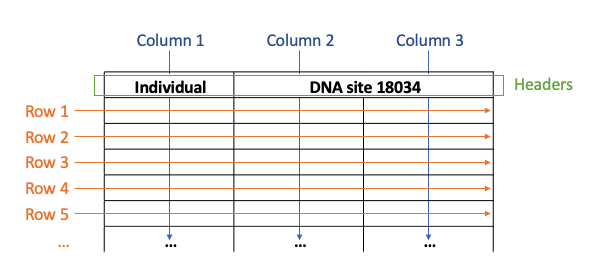 Column 1 Column 2 Column 3
Individual DNA site 18034 Headers
Row 1
Row 2
Row 3
Row 4
Row 5
... ... ... ...